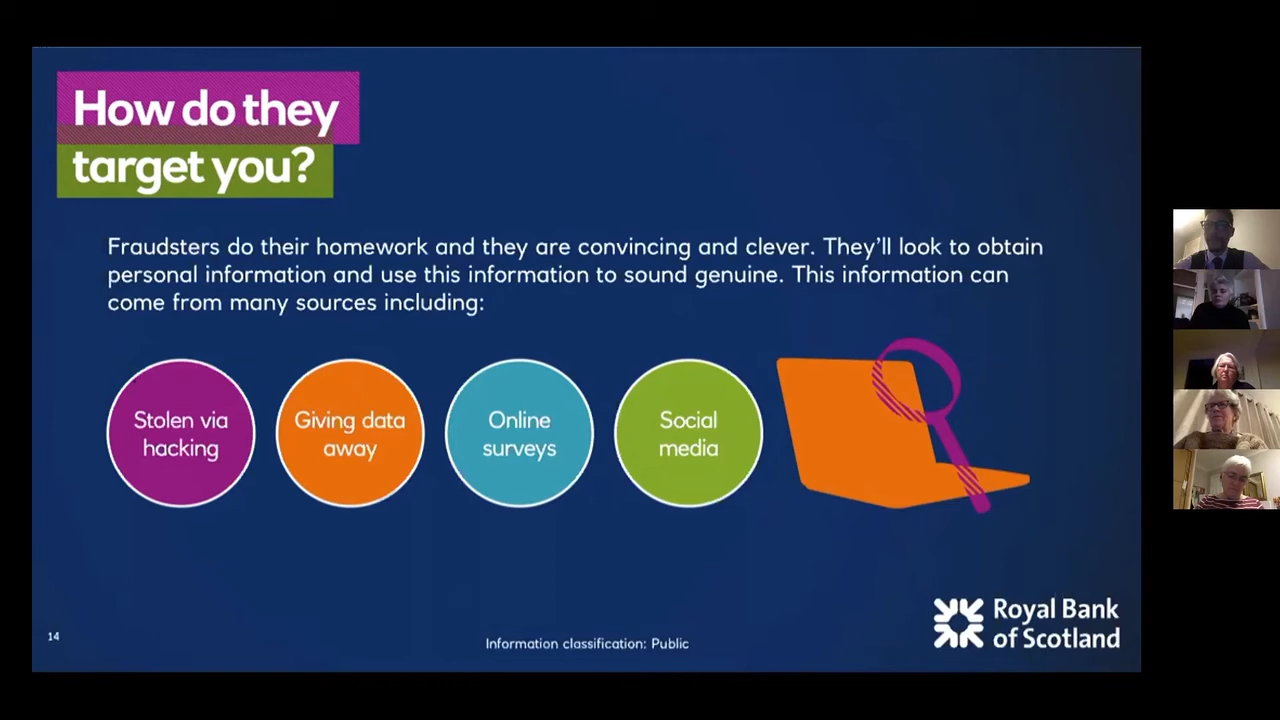 How do they
target you?
Fraudsters do their homework and they are convincing and clever. They’ll look to obtain
personal information and use this information to sound genuine. This information can
come from many sources including:
Stolen via
hacking
Giving data
away
Online
surveys
Social
media
14
Information classification: Public
Royal Bank
of Scotland